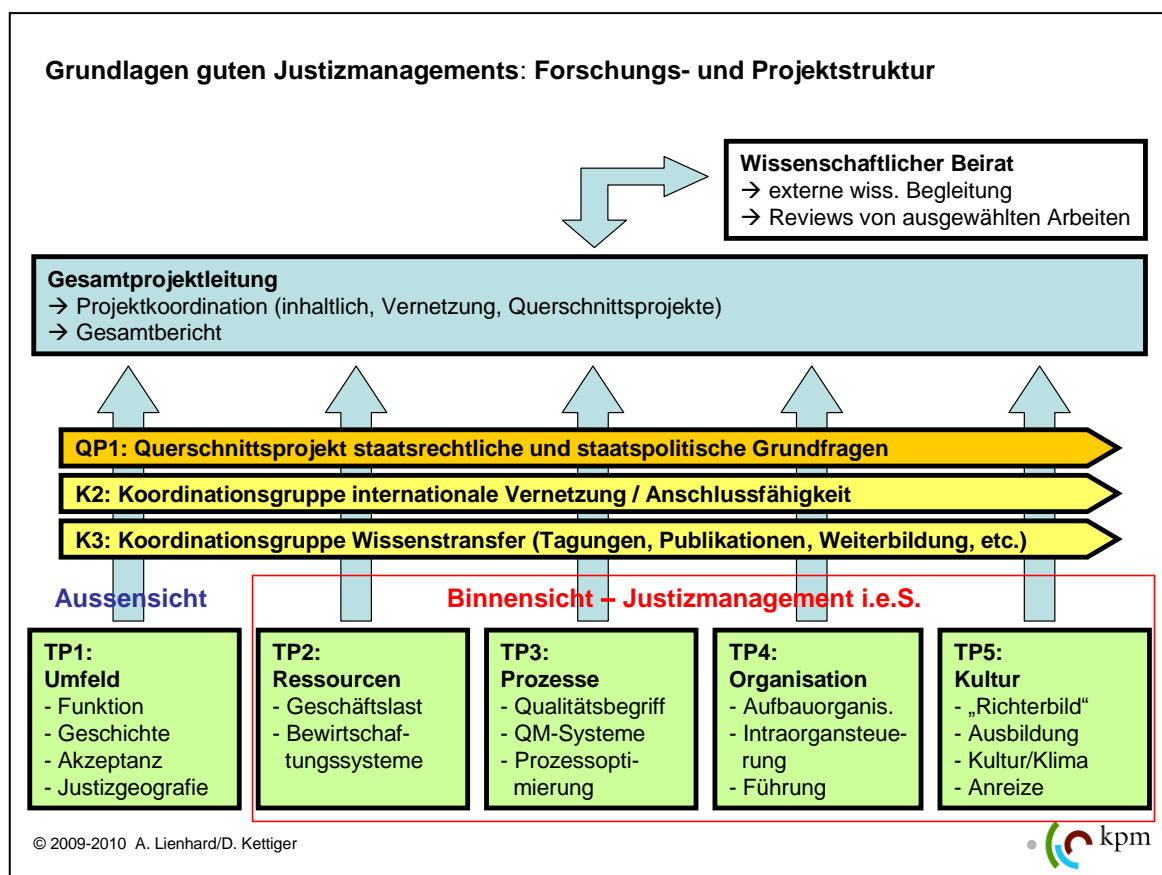 Grundlagen guten Justizmanagements: Forschungs- und Projektstruktur
Wissenschaftlicher Beirat
→ externe wiss. Begleitung
→ Reviews von ausgewählten Arbeiten
Gesamtprojektleitung
→ Projektkoordination (inhaltlich, Vernetzung, Querschnittsprojekte)
→ Gesamtbericht
QP1: Querschnittsprojekt staatsrechtliche und staatspolitische Grundfragen
K2: Koordinationsgruppe internationale Vernetzung / Anschlussfähigkeit
K3: Koordinationsgruppe Wissenstransfer (Tagungen, Publikationen, Weiterbildung, etc.)
Aussensicht
Binnensicht – Justizmanagement i.e.S.
TP1:
Umfeld
- Funktion
- Geschichte
- Akzeptanz
- Justizgeografie
TP2:
Ressourcen
- Geschäftslast
- Bewirtschaf-
tungssysteme
TP3:
Prozesse
- Qualitätsbegriff
- QM-Systeme
- Prozessopti-
mierung
TP4:
Organisation
- Aufbauorganis.
- Intraorgansteue-
rung
- Führung
TP5:
Kultur
- „Richterbild“
- Ausbildung
- Kultur/Klima
- Anreize
© 2009-2010 A. Lienhard/D. Kettiger
kpm